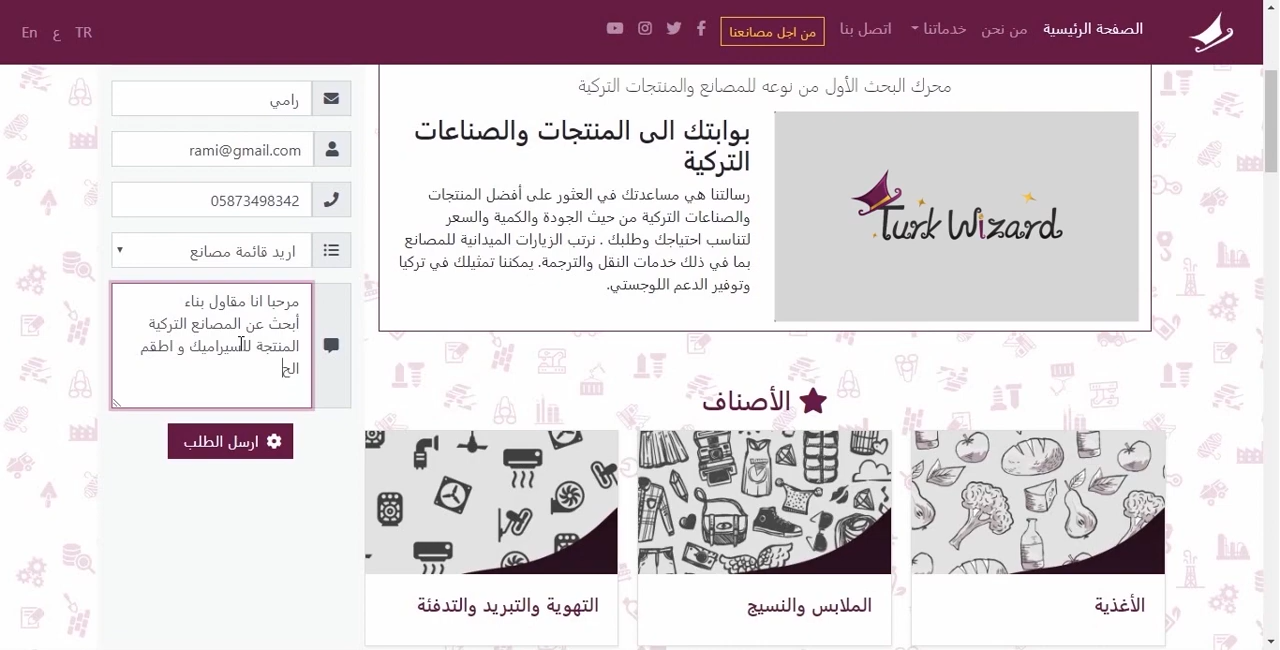 الصفحة الرئيسية
من نحن
خدماتنا
اتصل بنا
من اجل مصانعنا
TR
ع
En
محرك البحث الأول من نوعه للمصانع والمنتجات التركية
بوابتك الى المنتجات والصناعات
التركية
رسالتنا هي مساعدتك في العثور على أفضل المنتجات
والصناعات التركية من حيث الجودة والكمية والسعر
لتناسب احتياجك وطلبك . نرتب الزيارات الميدانية للمصانع
بما في ذلك خدمات النقل والترجمة. يمكننا تمثيلك في تركيا
وتوفير الدعم اللوجستي.
Turk Wizard
رامي
rami@gmail.com
05873498342
اريد قائمة مصانع
مرحبا انا مقاول بناء
أبحث عن المصانع التركية
المنتجة للسيراميك و اطقم
الح
ارسل الطلب
الأصناف
الأغذية
الملابس والنسيج
التهوية والتبريد والتدفئة